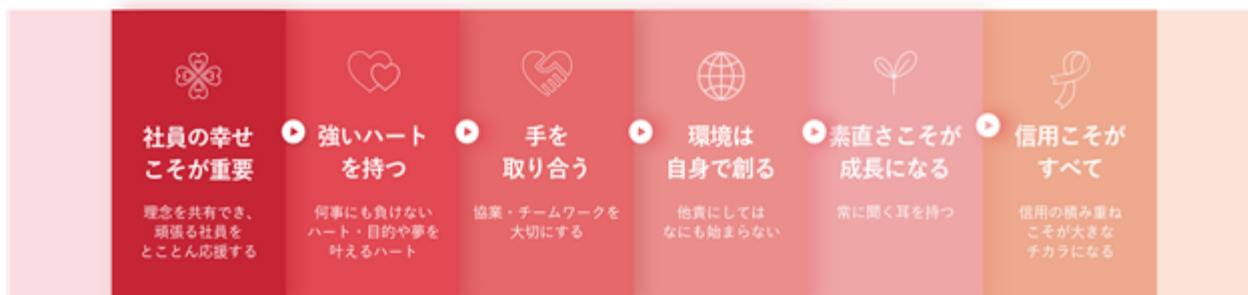 社員の幸せ
こそが重要
理念を共有でき、
頑張る社員を
とことん応援する
強いハート
を持つ
何事にも負けない
ハート・目的や夢を
叶えるハート
手を
取り合う
協業・チームワークを
大切にする
環境は
自身で創る
他責にしては
なにも始まらない
素直さこそが
成長になる
常に聞く耳を持つ
信用こそが
すべて
信用の積み重ね
こそが大きな
チカラになる